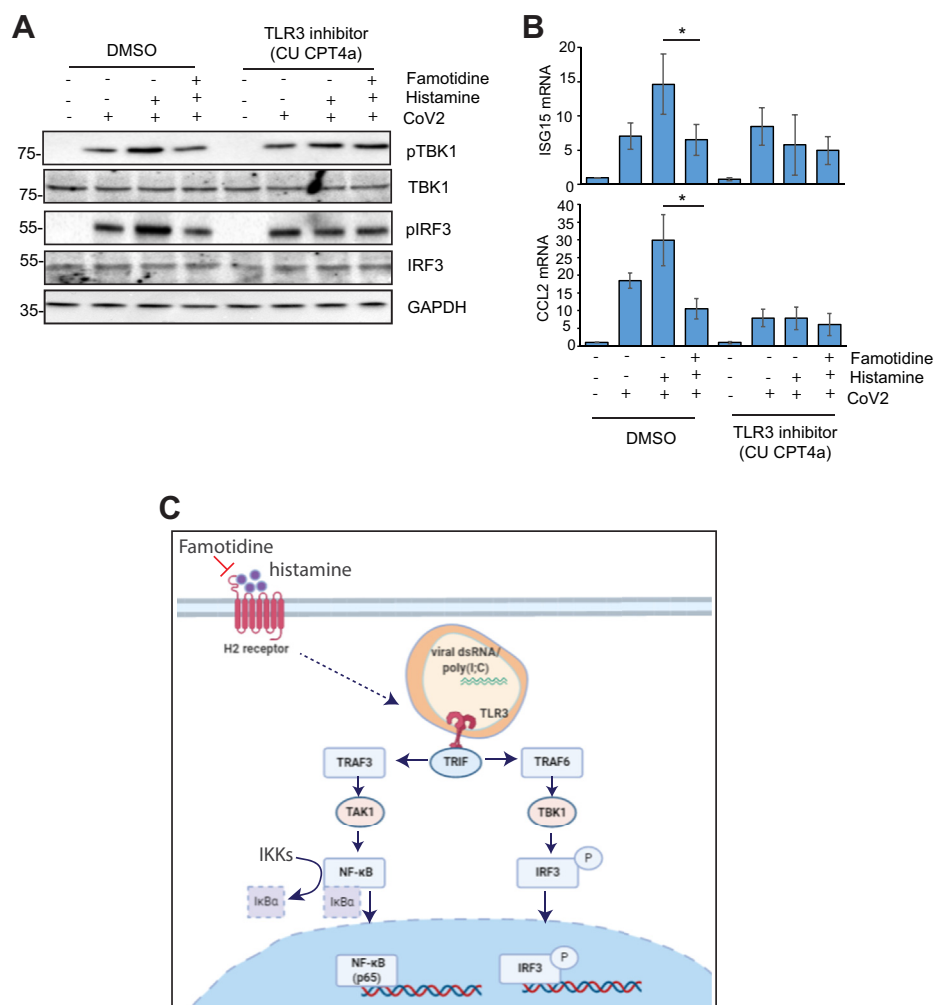 A
DMSO
TLR3 inhibitor
(CU CPT4a)
- - - + - - - + Famotidine
- - + + - - + + Histamine
- + + + - + + + CoV2
75- pTBK1
75- TBK1
55- pIRF3
55- IRF3
35- GAPDH
B
*
ISG15 mRNA
20
15
10
5
0
*
CCL2 mRNA
40
35
30
25
20
15
10
5
0
- - - + - - - + Famotidine
- - + + - - + + Histamine
- + + + - + + + CoV2
DMSO
TLR3 inhibitor
(CU CPT4a)
C
Famotidine
histamine
H2 receptor
viral dsRNA/
poly(I;C)
TLR3
TRAF3
TRIF
TRAF6
TAK1
TBK1
IKKs
NF-κB
IRF3
P
IκBα
IκBα
NF-κB
(p65)
IRF3
P